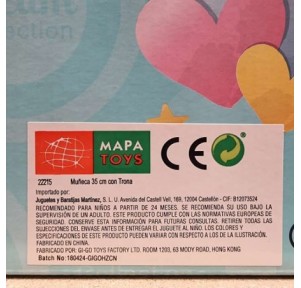 MAPA
TOYS
CE
22215 Muñeca 35 cm con Trona
Importado por:
Juguetes y Baratijas Martínez, S. L. U. Avenida del Castell Vell, 169, 12004 Castellón - CIF: B12073524
RECOMENDADO PARA NIÑOS A PARTIR DE 24 MESES. SE RECOMIENDA SU USO BAJO LA
SUPERVISIÓN DE UN ADULTO. ESTE PRODUCTO CUMPLE CON LAS NORMATIVAS EUROPEAS DE
SEGURIDAD. CONSERVAR ESTA INFORMACIÓN PARA FUTURAS CONSULTAS. RETIREN TODAS LAS
SUJECCIONES DEL ENVASE ANTES DE ENTREGAR EL JUGUETE AL NIÑO. LOS COLORES Y
ESPECIFICACIONES DE ESTE PRODUCTO PUEDEN VARIAR CON RESPECTO A LOS DE LA ILUSTRACIÓN.
FABRICADO EN CHINA.
FABRICANTE: GI-GO TOYS FACTORY LTD. ROOM 1203, 63 MODY ROAD, HONG KONG
Batch No: 180424-GIGOHZCN